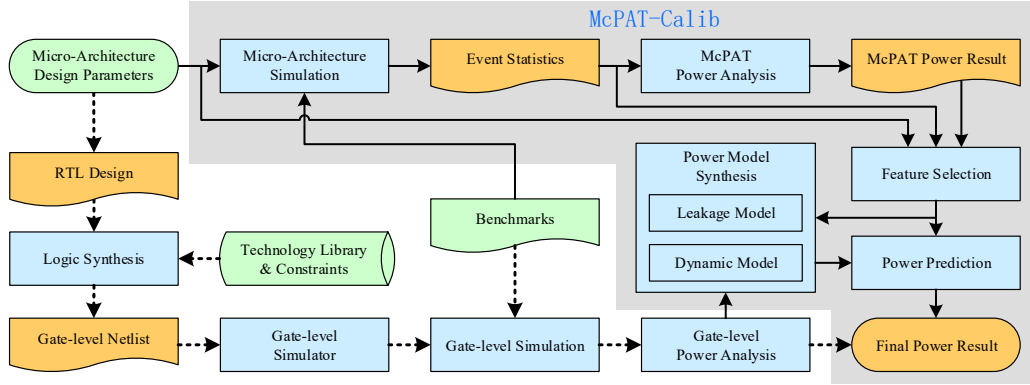 McPAT-Calib
Micro-Architecture
Design Parameters
Micro-Architecture
Simulation
Event Statistics
McPAT
Power Analysis
McPAT Power Result
RTL Design
Power Model
Synthesis
Leakage Model
Dynamic Model
Feature Selection
Benchmarks
Logic Synthesis
Technology Library
& Constraints
Power Prediction
Gate-level Netlist
Gate-level
Simulator
Gate-level Simulation
Gate-level
Power Analysis
Final Power Result